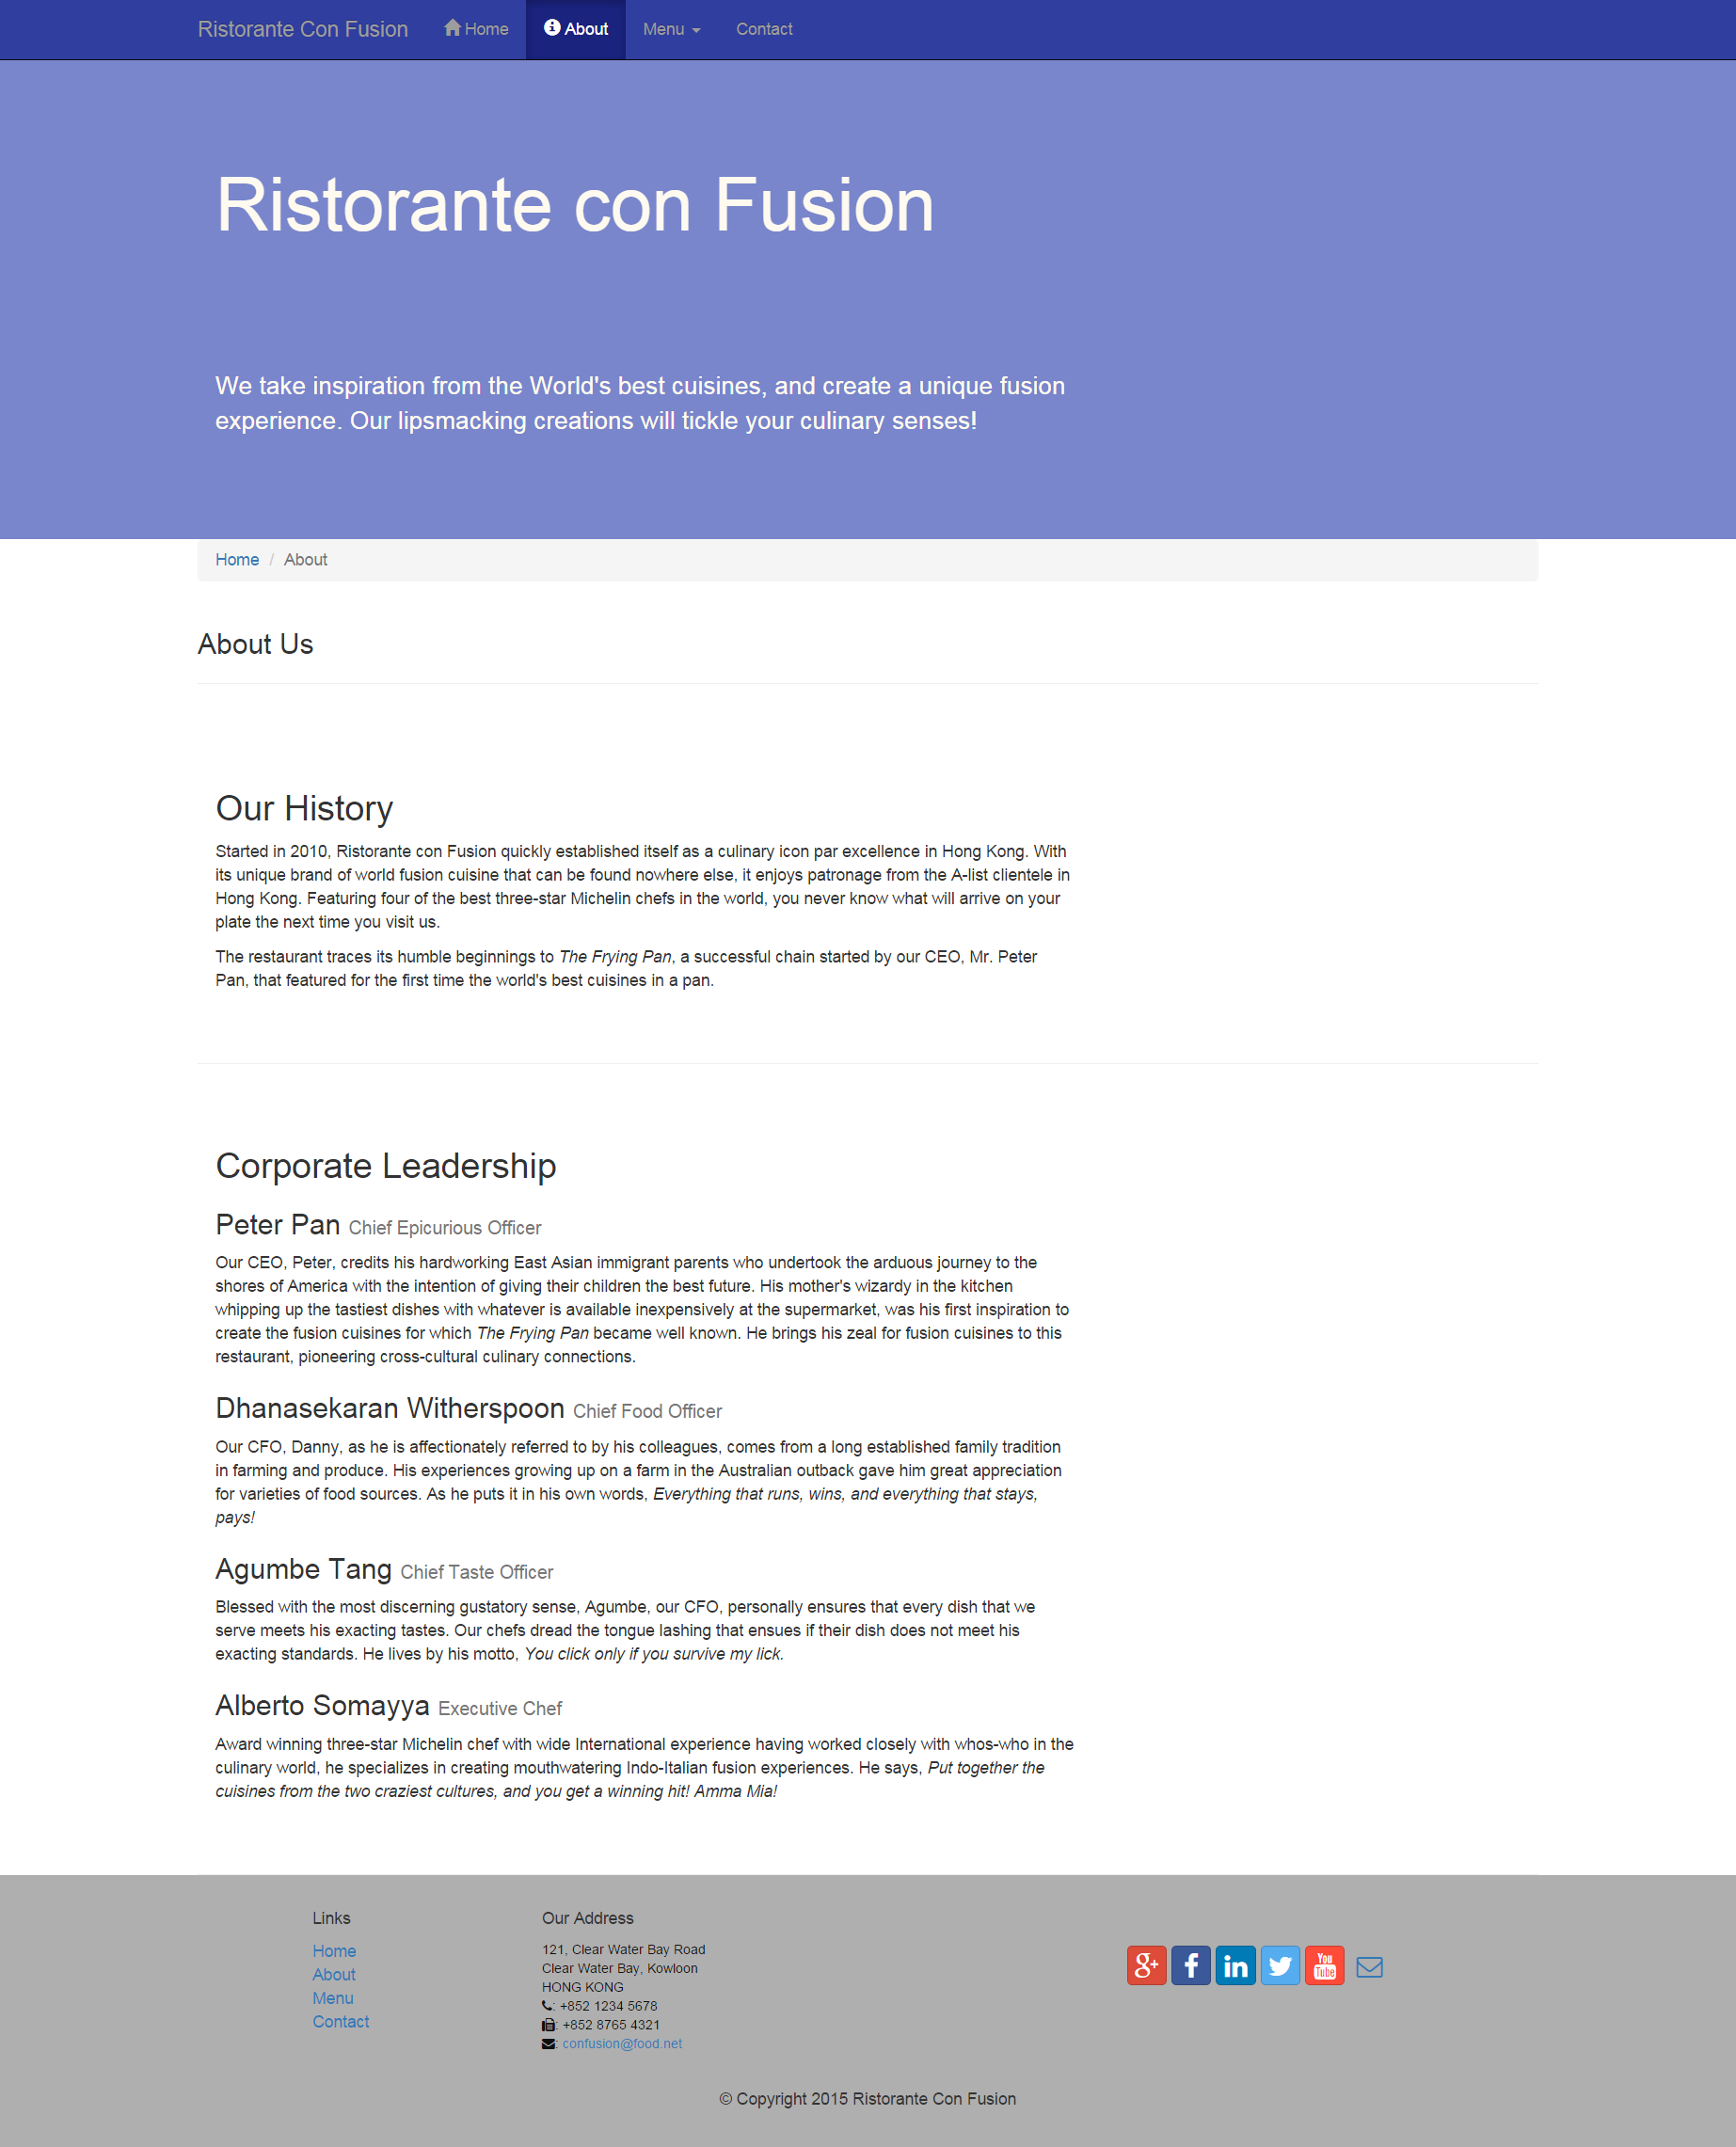 Ristorante Con Fusion Home About Menu Contact
Ristorante con Fusion
We take inspiration from the World's best cuisines, and create a unique fusion
experience. Our lipsmacking creations will tickle your culinary senses!
Home / About
About Us
Our History
Started in 2010, Ristorante con Fusion quickly established itself as a culinary icon par excellence in Hong Kong. With
its unique brand of world fusion cuisine that can be found nowhere else, it enjoys patronage from the A-list clientele in
Hong Kong. Featuring four of the best three-star Michelin chefs in the world, you never know what will arrive on your
plate the next time you visit us.
The restaurant traces its humble beginnings to The Frying Pan, a successful chain started by our CEO, Mr. Peter
Pan, that featured for the first time the world's best cuisines in a pan.
Corporate Leadership
Peter Pan Chief Epicurious Officer
Our CEO, Peter, credits his hardworking East Asian immigrant parents who undertook the arduous journey to the
shores of America with the intention of giving their children the best future. His mother's wizardy in the kitchen
whipping up the tastiest dishes with whatever is available inexpensively at the supermarket, was his first inspiration to
create the fusion cuisines for which The Frying Pan became well known. He brings his zeal for fusion cuisines to this
restaurant, pioneering cross-cultural culinary connections.
Dhanasekaran Witherspoon Chief Food Officer
Our CFO, Danny, as he is affectionately referred to by his colleagues, comes from a long established family tradition
in farming and produce. His experiences growing up on a farm in the Australian outback gave him great appreciation
for varieties of food sources. As he puts it in his own words, Everything that runs, wins, and everything that stays,
pays!
Agumbe Tang Chief Taste Officer
Blessed with the most discerning gustatory sense, Agumbe, our CFO, personally ensures that every dish that we
serve meets his exacting tastes. Our chefs dread the tongue lashing that ensues if their dish does not meet his
exacting standards. He lives by his motto, You click only if you survive my lick.
Alberto Somayya Executive Chef
Award winning three-star Michelin chef with wide International experience having worked closely with whos-who in the
culinary world, he specializes in creating mouthwatering Indo-Italian fusion experiences. He says, Put together the
cuisines from the two craziest cultures, and you get a winning hit! Amma Mia!
Links
Home
About
Menu
Contact
Our Address
121, Clear Water Bay Road
Clear Water Bay, Kowloon
HONG KONG
: +852 1234 5678
: +852 8765 4321
: confusion@food.net
g+ f in You Tube
© Copyright 2015 Ristorante Con Fusion